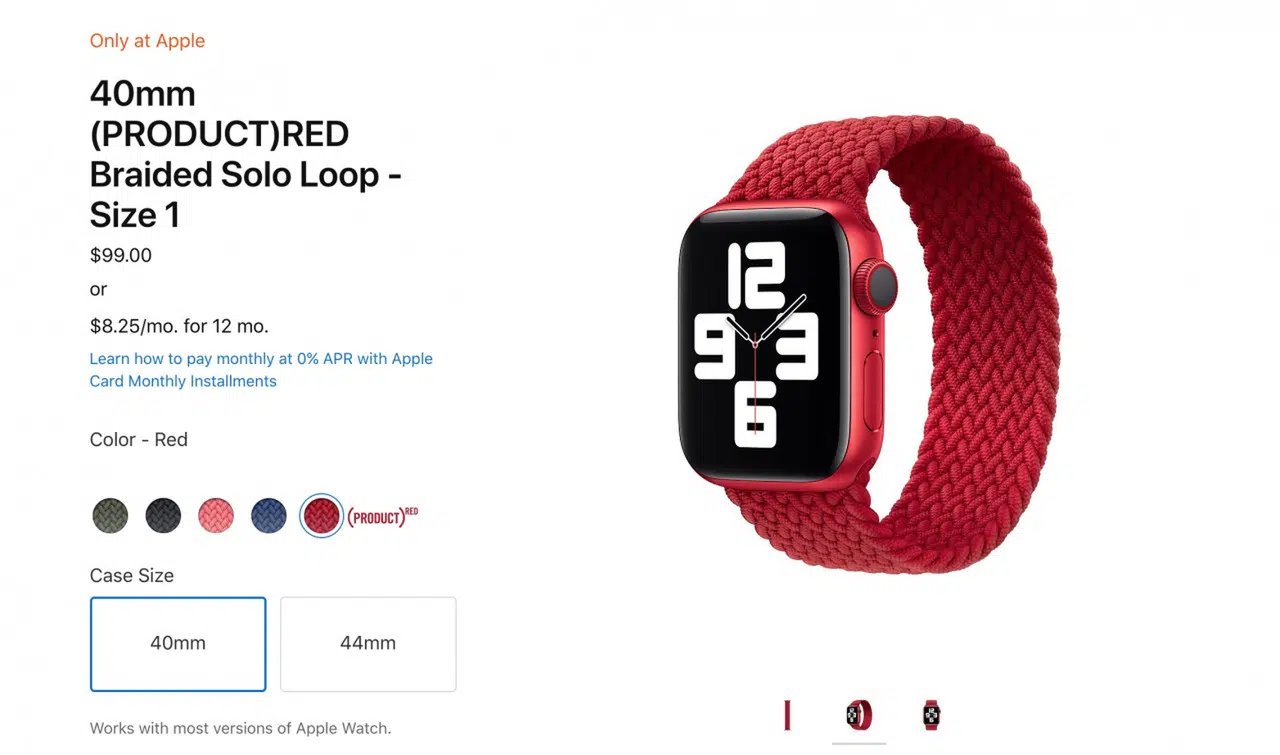 Only at Apple
40mm
(PRODUCT)RED
Braided Solo Loop -
Size 1
$99.00
or
$8.25/mo. for 12 mo.
Learn how to pay monthly at 0% APR with Apple
Card Monthly Installments
Color - Red
(PRODUCT)RED
Case Size
40mm
44mm
Works with most versions of Apple Watch.
12
9
3
6